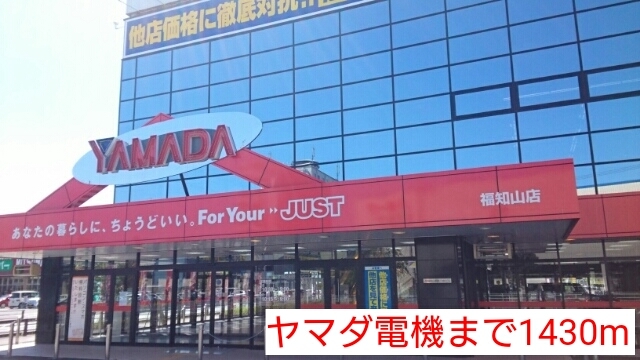 他店価格に徹底対抗!!
YAMADA
あなたの暮らしに、ちょうどいい。For Your » JUST
福知山店
ヤマダ電機まで1430m